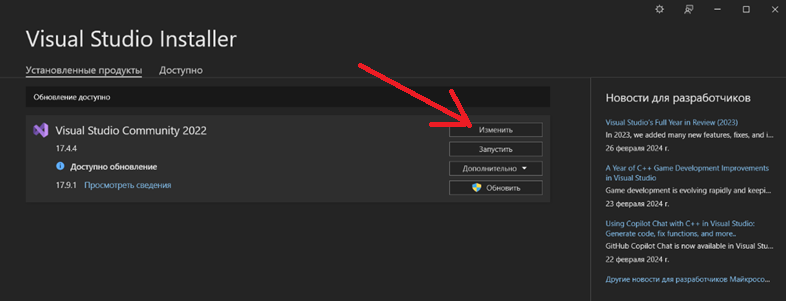 Visual Studio Installer
Установленные продукты Доступно
Обновление доступно
Visual Studio Community 2022
17.4.4
Доступно обновление
17.9.1 Просмотреть сведения
Изменить
Запустить
Дополнительно
Обновить
Новости для разработчиков
Visual Studio's Full Year in Review (2023)
In 2023, we added many new features, fixes, and i...
26 февраля 2024 г.
A Year of C++ Game Development Improvements
in Visual Studio
Game development is evolving rapidly and keepi...
23 февраля 2024 г.
Using Copilot Chat with C++ in Visual Studio:
Generate code, fix functions, and more..
GitHub Copilot Chat is now available in Visual Stu...
22 февраля 2024 г.
Другие новости для разработчиков Майкросо...